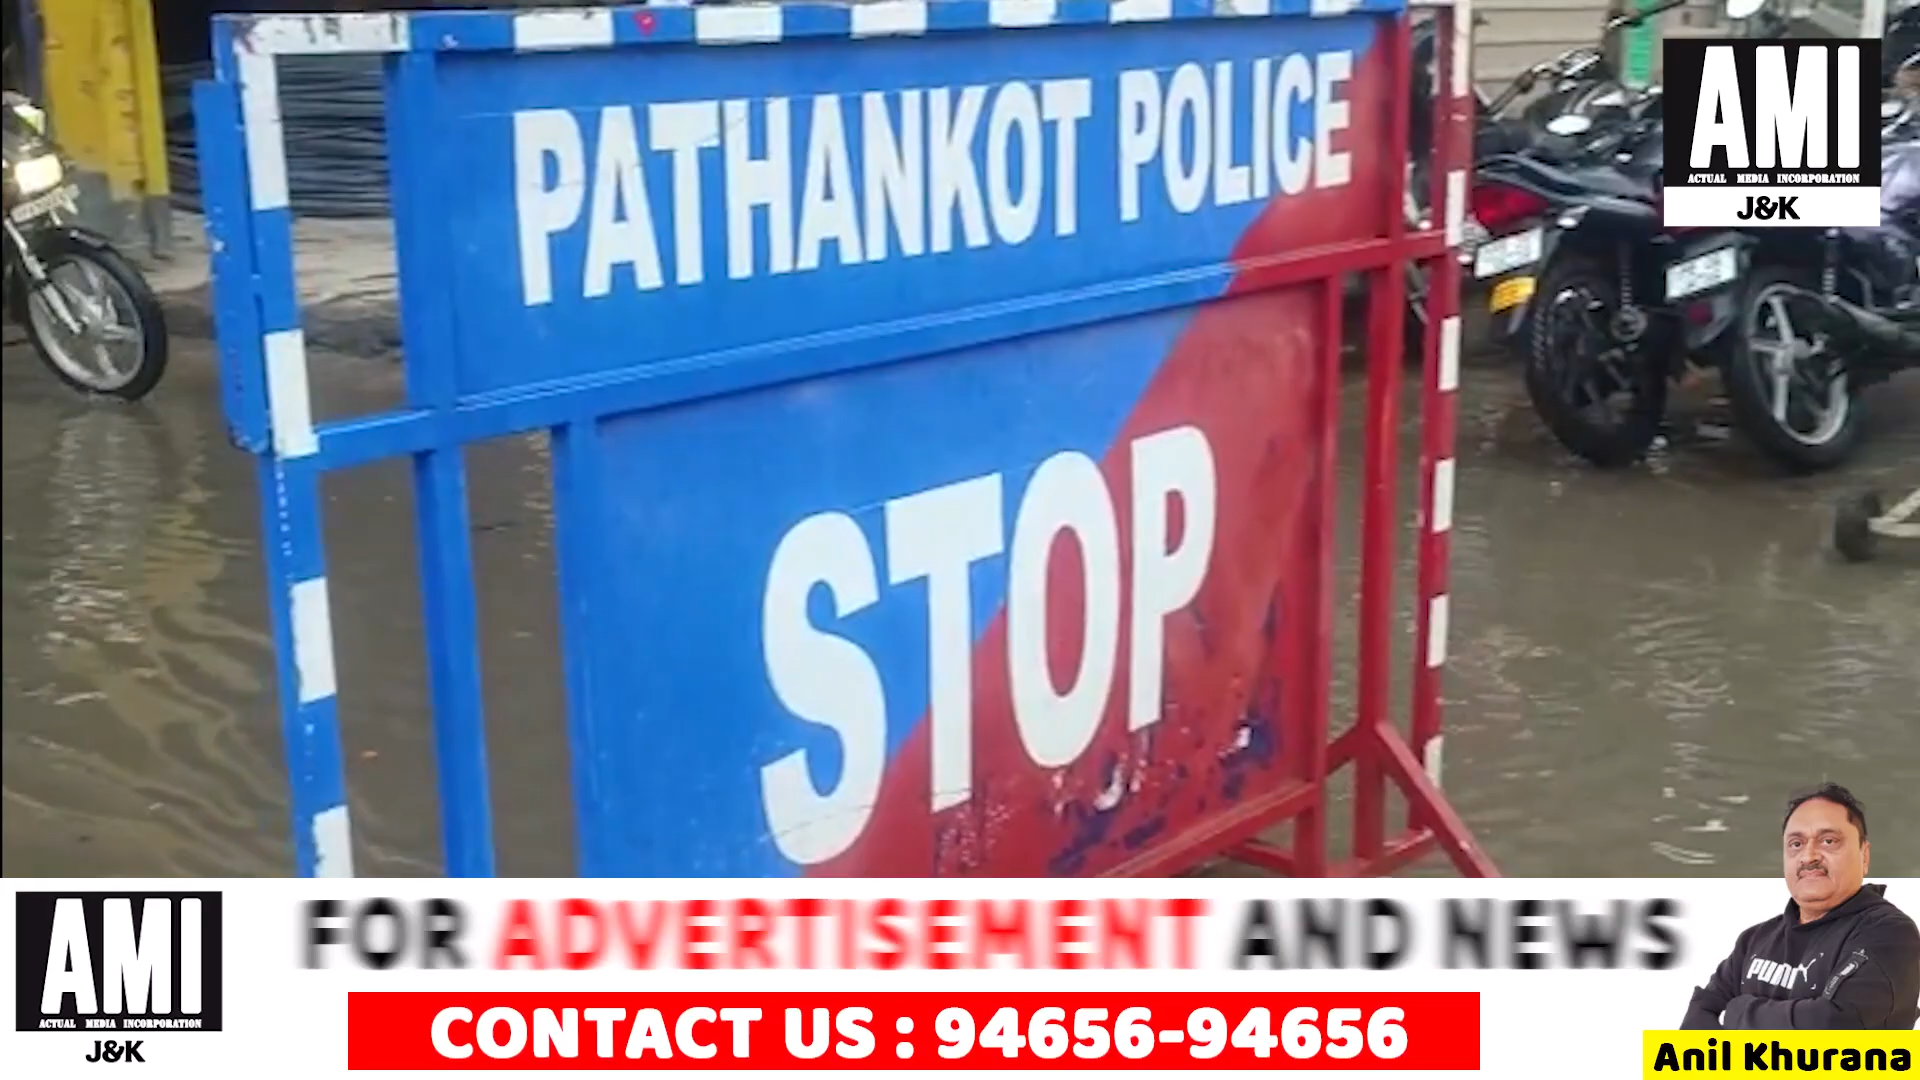 PATHANKOT POLICE
STOP
AMI
ACTUAL MEDIA INCORPORATION
J&K
AMI
ACTUAL MEDIA INCORPORATION
J&K
FOR ADVERTISEMENT AND NEWS
CONTACT US : 94656-94656
PUMA
Anil Khurana